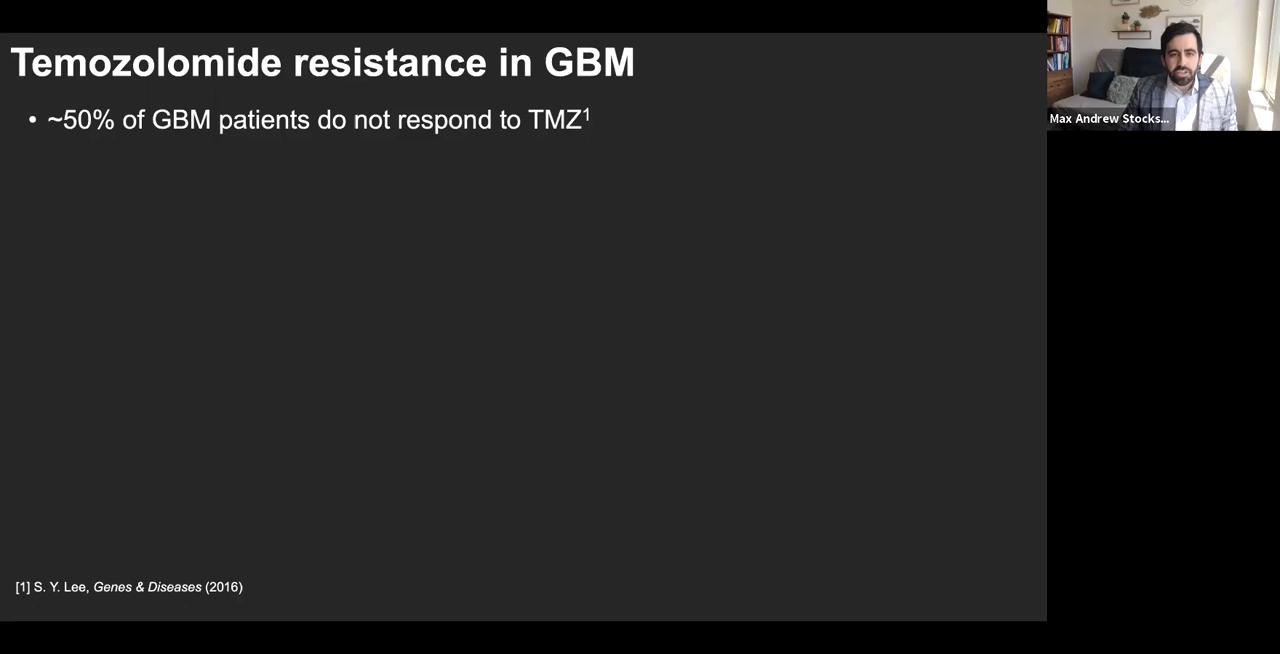 Temozolomide resistance in GBM
• ~50% of GBM patients do not respond to TMZ¹
Max Andrew Stocks...
[1] S. Y. Lee, Genes & Diseases (2016)